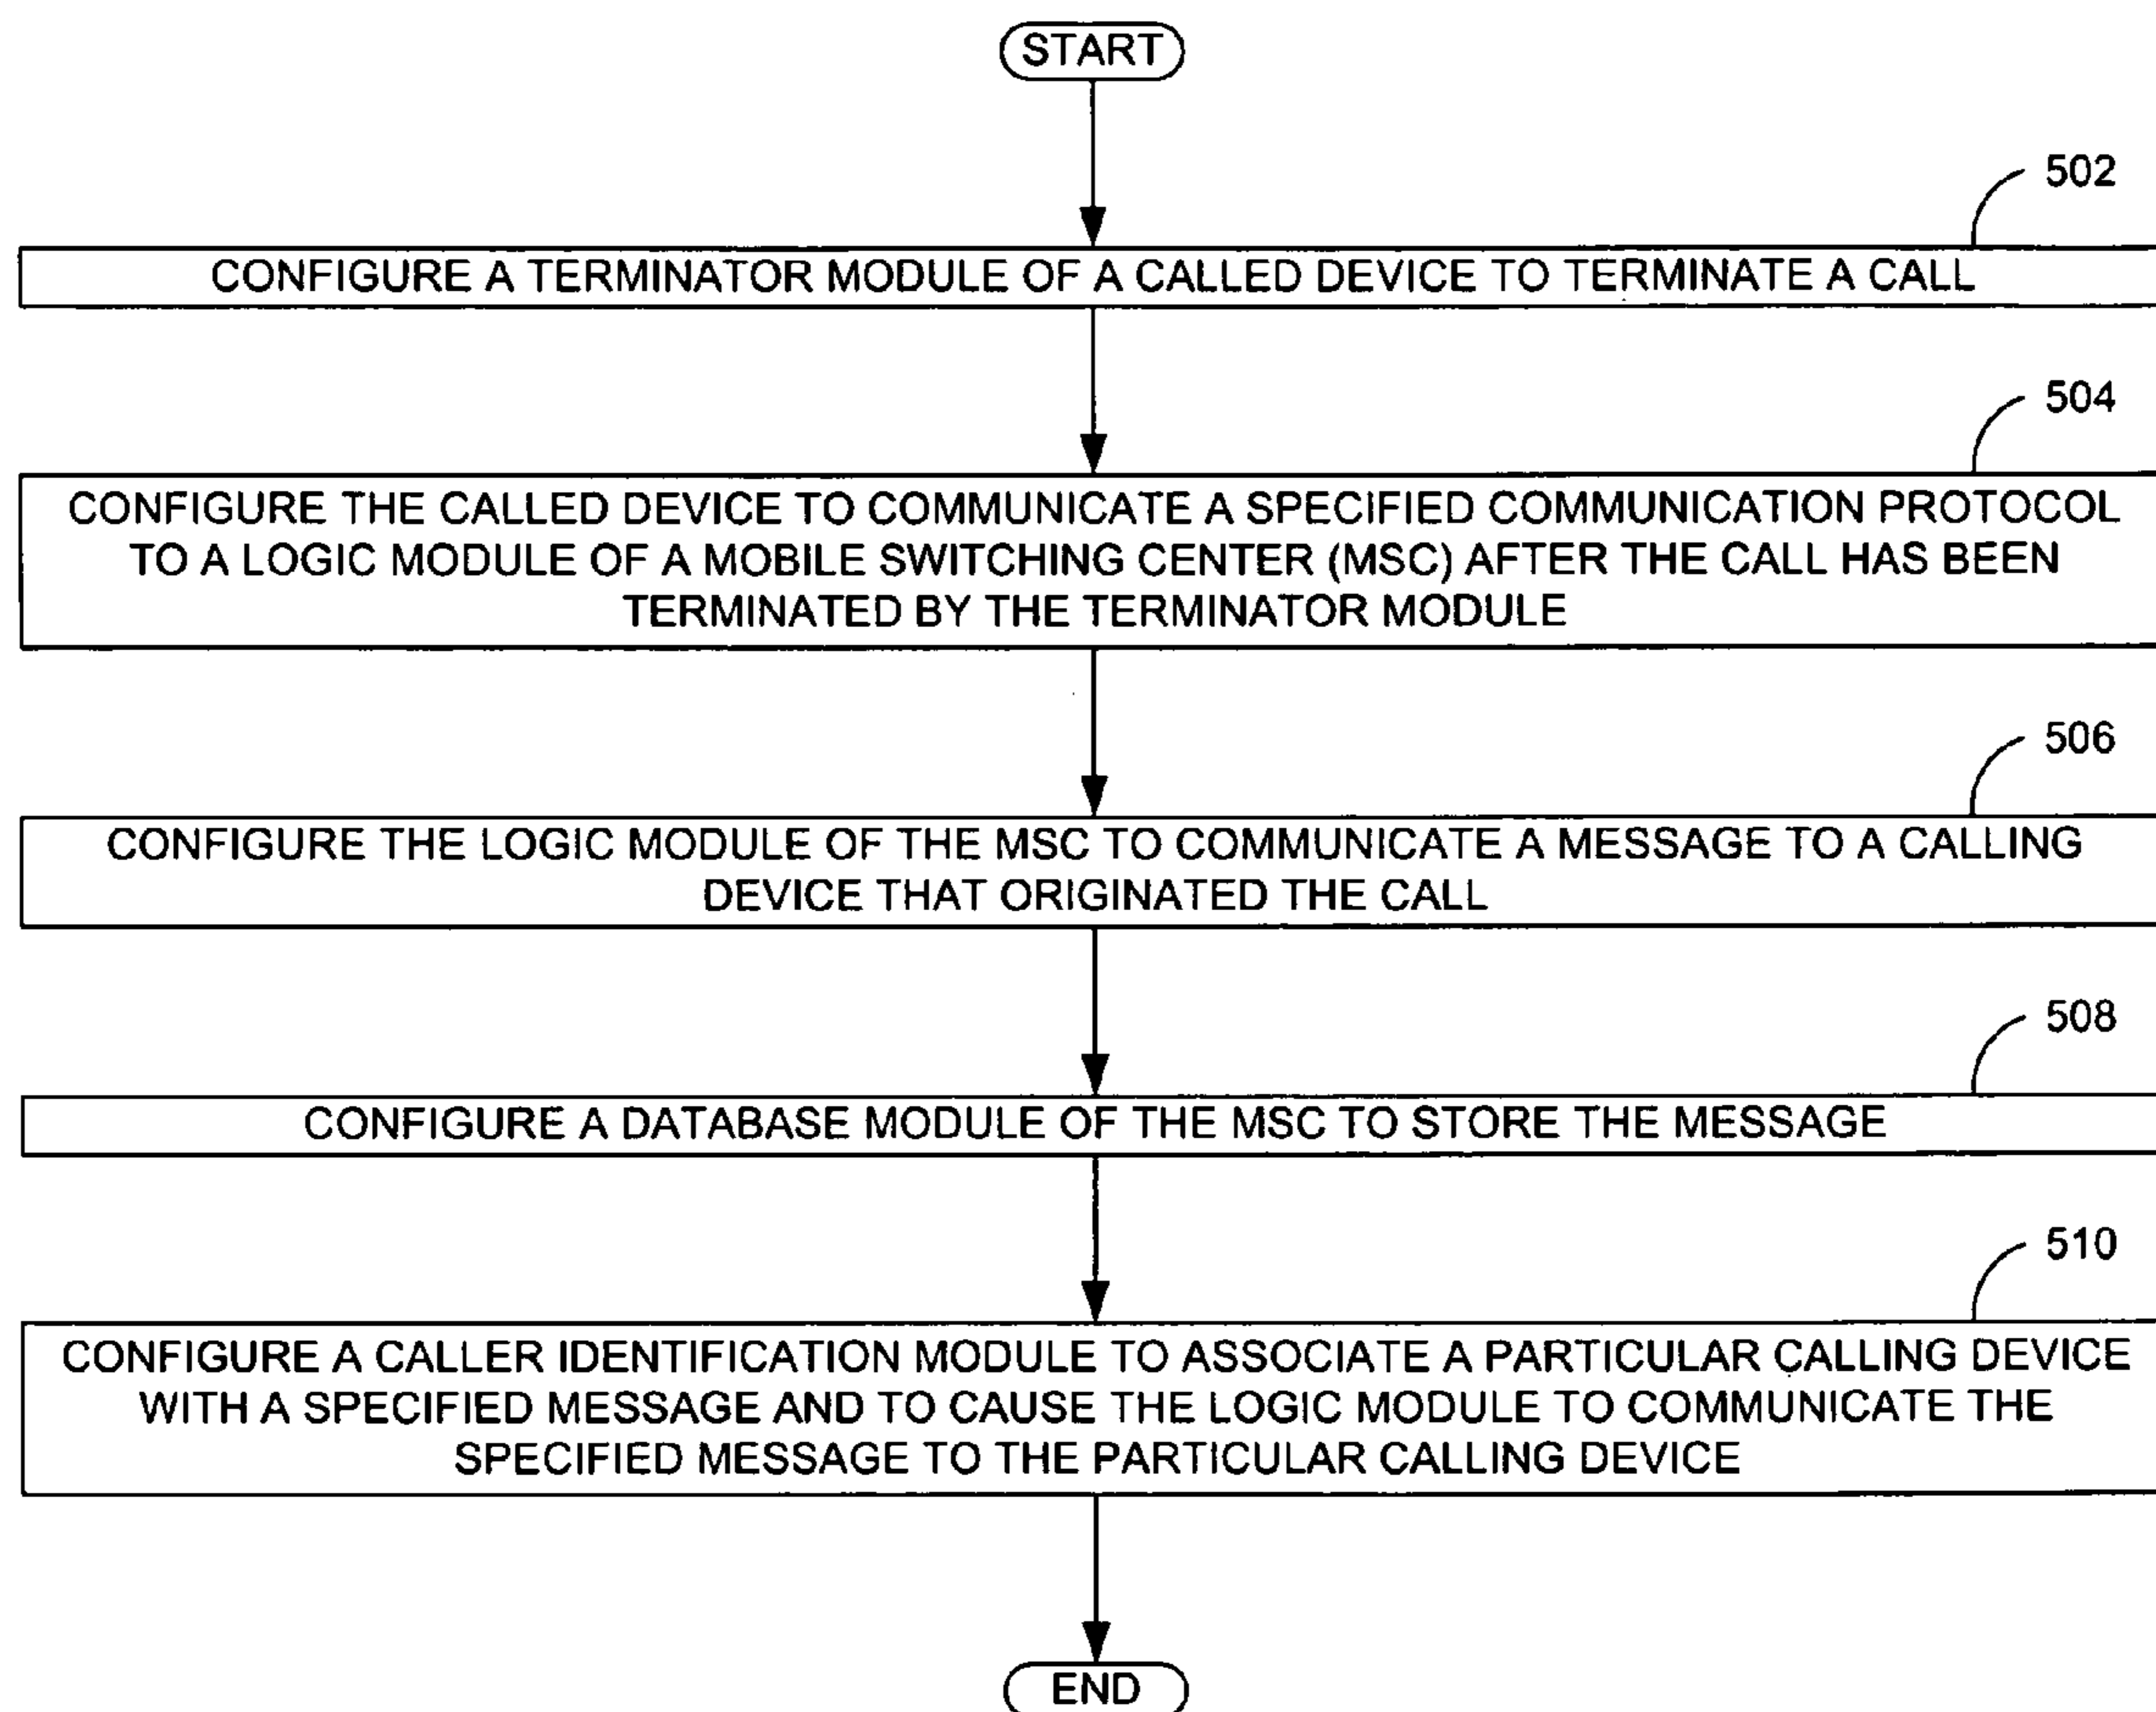 START
502
CONFIGURE A TERMINATOR MODULE OF A CALLED DEVICE TO TERMINATE A CALL
504
CONFIGURE THE CALLED DEVICE TO COMMUNICATE A SPECIFIED COMMUNICATION PROTOCOL
TO A LOGIC MODULE OF A MOBILE SWITCHING CENTER (MSC) AFTER THE CALL HAS BEEN
TERMINATED BY THE TERMINATOR MODULE
506
CONFIGURE THE LOGIC MODULE OF THE MSC TO COMMUNICATE A MESSAGE TO A CALLING
DEVICE THAT ORIGINATED THE CALL
508
CONFIGURE A DATABASE MODULE OF THE MSC TO STORE THE MESSAGE
510
CONFIGURE A CALLER IDENTIFICATION MODULE TO ASSOCIATE A PARTICULAR CALLING DEVICE
WITH A SPECIFIED MESSAGE AND TO CAUSE THE LOGIC MODULE TO COMMUNICATE THE
SPECIFIED MESSAGE TO THE PARTICULAR CALLING DEVICE
END